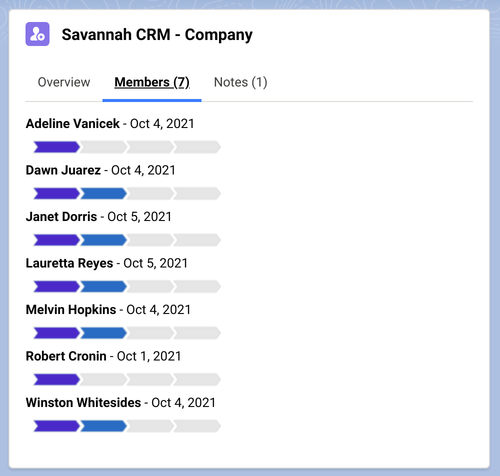 Savannah CRM - Company
Overview Members (7) Notes (1)
Adeline Vanicek - Oct 4, 2021
Dawn Juarez - Oct 4, 2021
Janet Dorris - Oct 5, 2021
Lauretta Reyes - Oct 5, 2021
Melvin Hopkins - Oct 4, 2021
Robert Cronin - Oct 1, 2021
Winston Whitesides - Oct 4, 2021